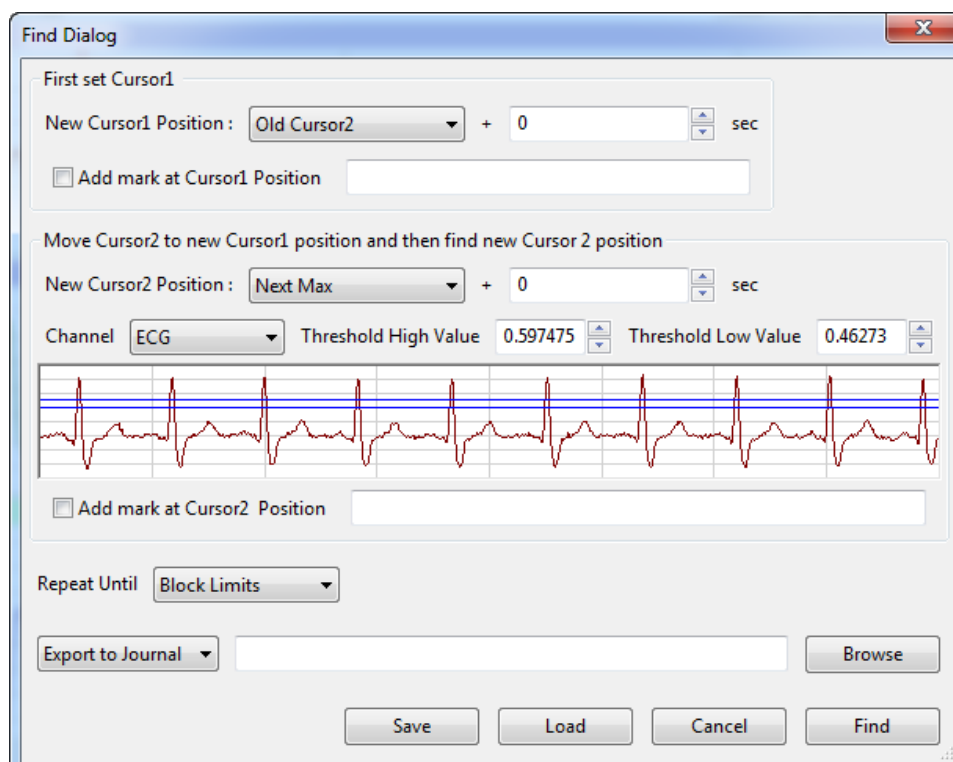 Find Dialog
First set Cursor1
New Cursor1 Position : Old Cursor2 + 0 sec
Add mark at Cursor1 Position
Move Cursor2 to new Cursor1 position and then find new Cursor 2 position
New Cursor2 Position : Next Max + 0 sec
Channel ECG Threshold High Value 0.597475 Threshold Low Value 0.46273
Add mark at Cursor2 Position
Repeat Until Block Limits
Export to Journal Browse
Save Load Cancel Find